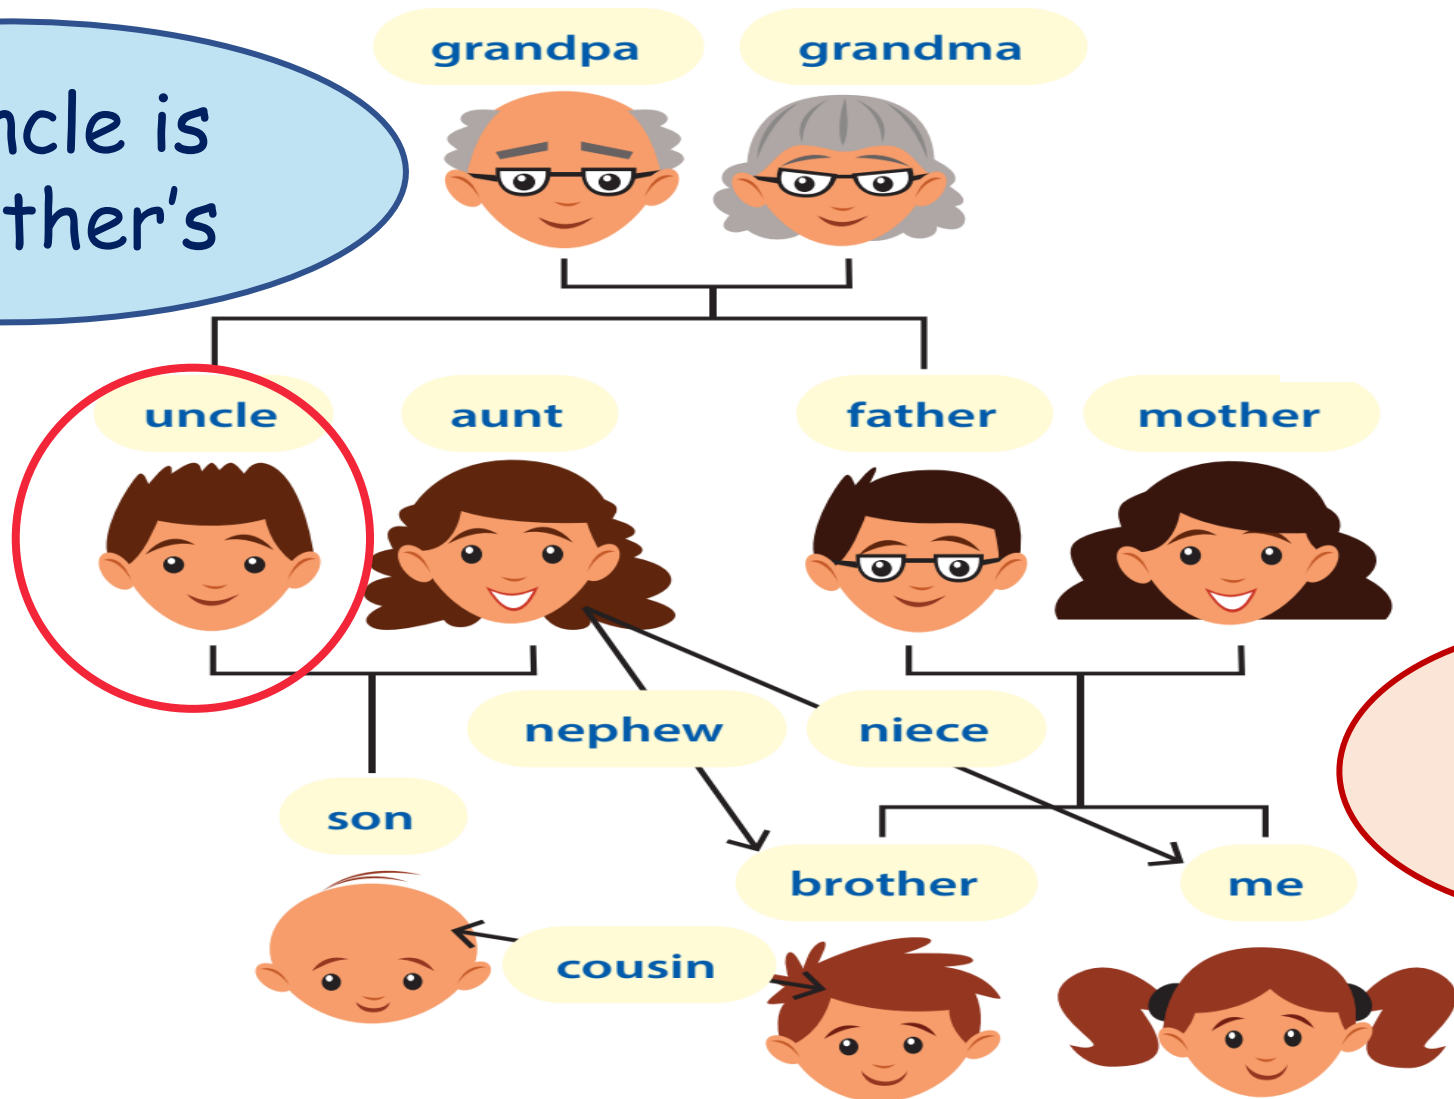 grandpa grandma
ncle is
ther's
uncle aunt father mother
nephew niece
son
brother me
cousin